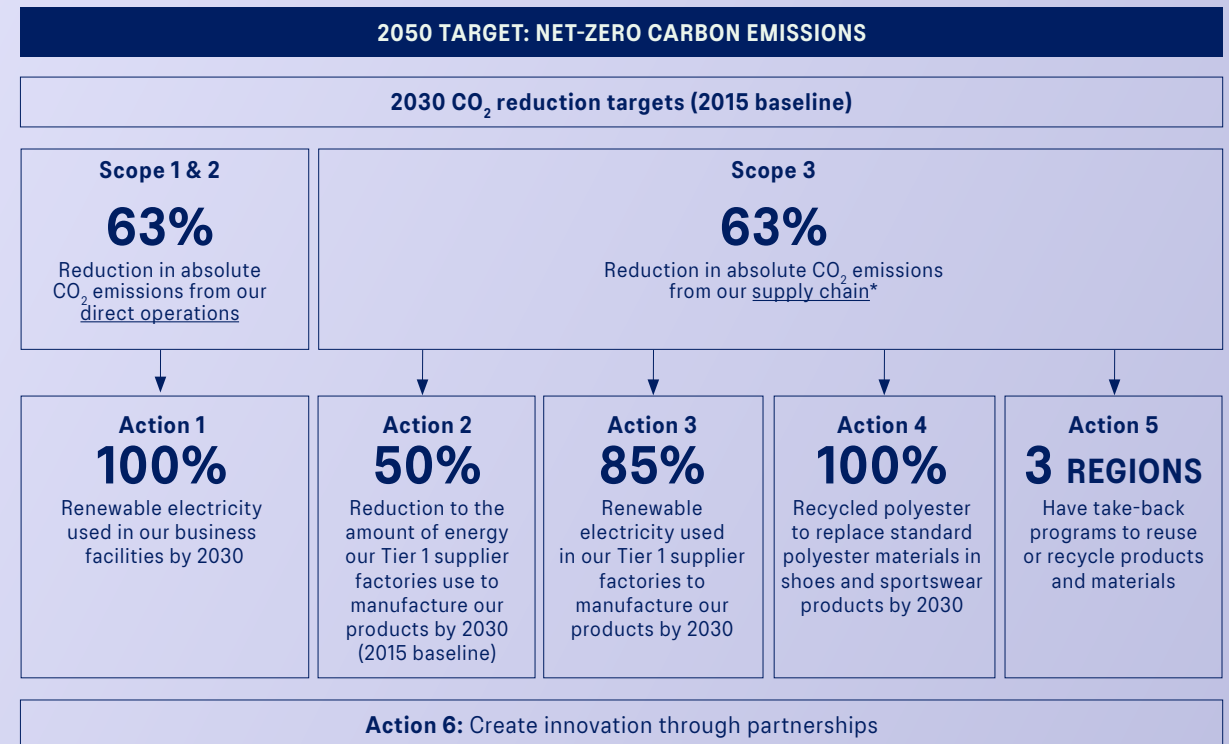 2050 TARGET: NET-ZERO CARBON EMISSIONS
2030 CO₂ reduction targets (2015 baseline)
Scope 1 & 2
63%
Reduction in absolute
CO₂ emissions from our
direct operations
Scope 3
63%
Reduction in absolute CO₂ emissions
from our supply chain*
Action 1
100%
Renewable electricity
used in our business
facilities by 2030
Action 2
50%
Reduction to the
amount of energy
our Tier 1 supplier
factories use to
manufacture our
products by 2030
(2015 baseline)
Action 3
85%
Renewable
electricity used
in our Tier 1 supplier
factories to
manufacture our
products by 2030
Action 4
100%
Recycled polyester
to replace standard
polyester materials in
shoes and sportswear
products by 2030
Action 5
3 REGIONS
Have take-back
programs to reuse
or recycle products
and materials
Action 6: Create innovation through partnerships